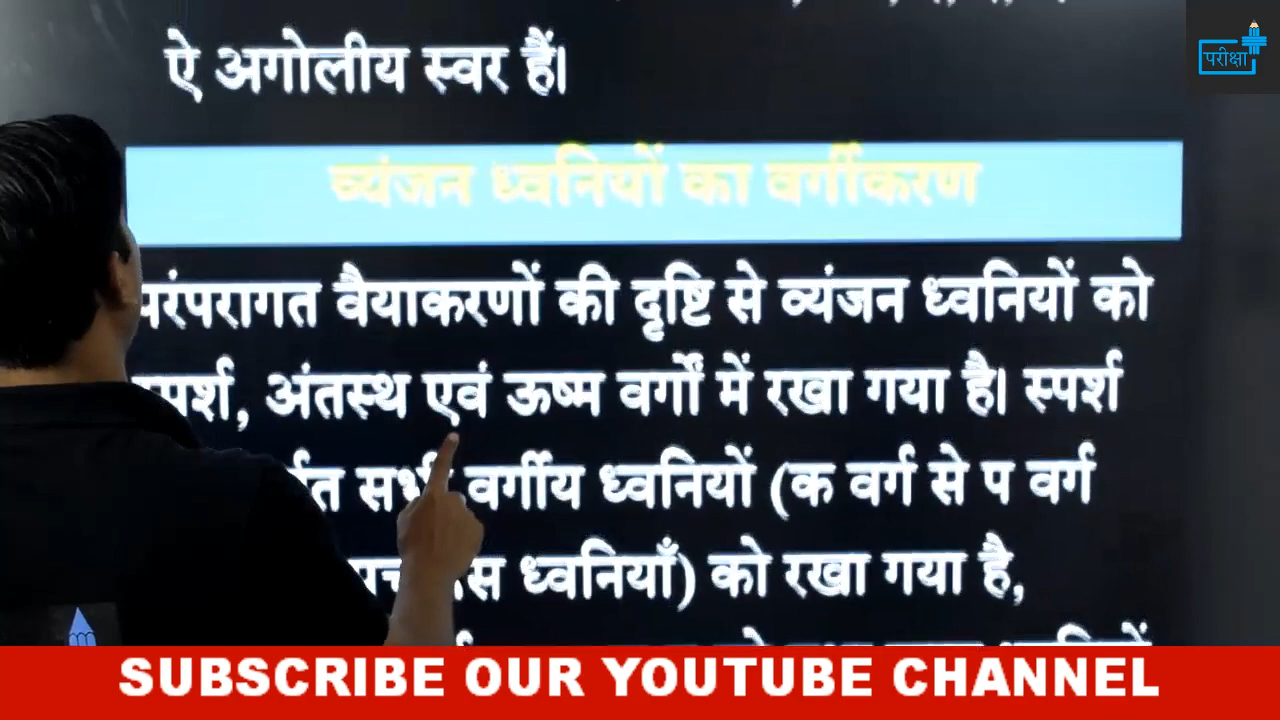 ऐ अगोलीय स्वर हैं।
परीक्षा
व्यंजन ध्वनियों का वर्गीकरण
परंपरागत वैयाकरणों की दृष्टि से व्यंजन ध्वनियों को
स्पर्श, अंतस्थ एवं ऊष्म वर्गों में रखा गया है। स्पर्श
सभी वर्गीय ध्वनियों (क वर्ग से प वर्ग
ध्वनियाँ) को रखा गया है,
SUBSCRIBE OUR YOUTUBE CHANNEL